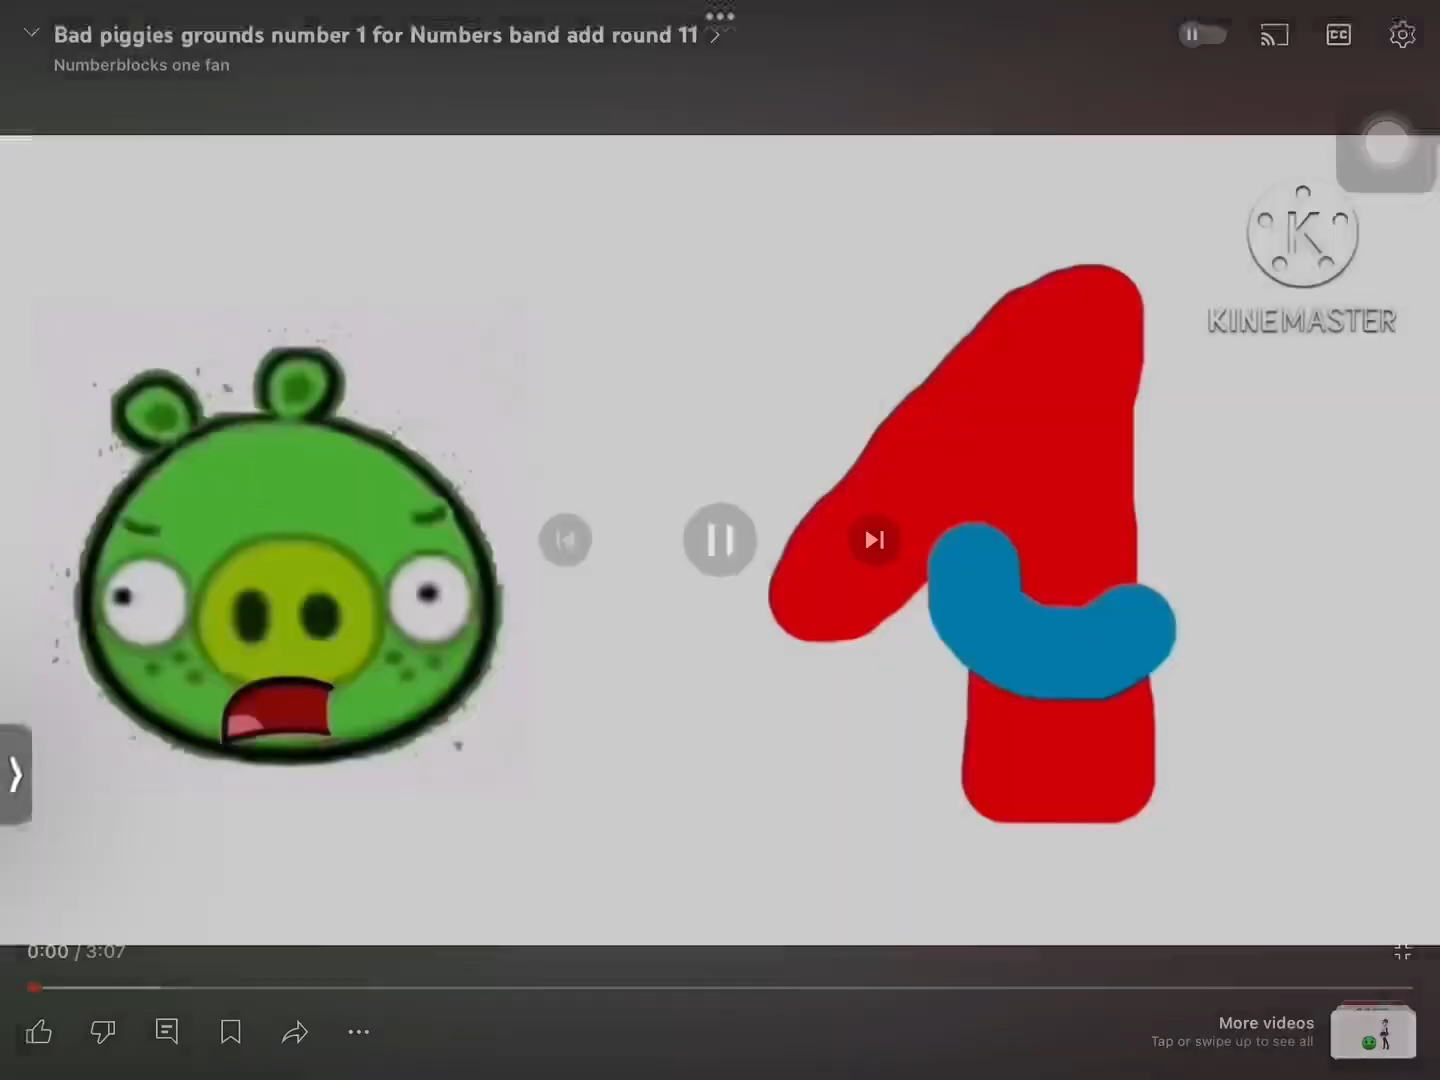 Bad piggies grounds number 1 for Numbers band add round 11
Numberblocks one fan
CC
K
KINEMASTER
0:00 / 3:07
More videos
Tap or swipe up to see all